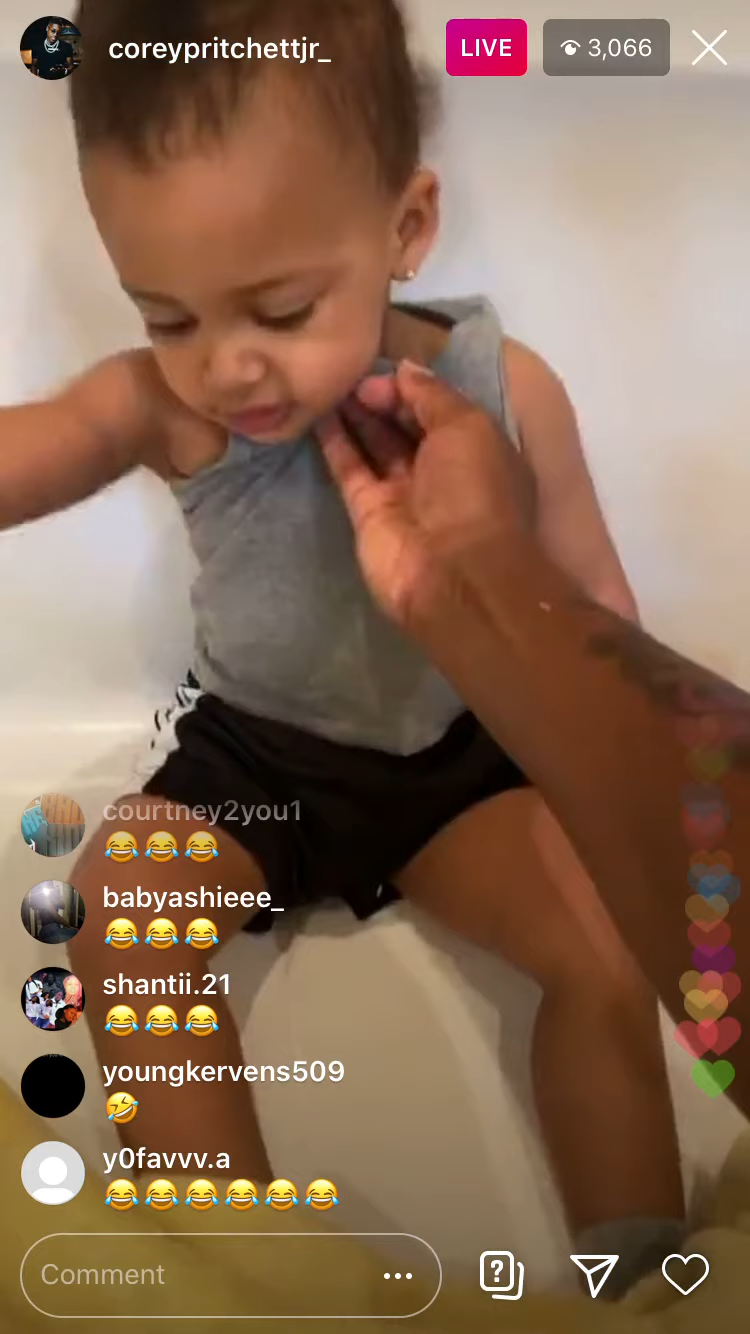 coreypritchettjr_ LIVE 3,066
courtney2you1
😂😂😂
babyashieee_
😂😂😂
shantii.21
😂😂😂
youngkervens509
🤣
y0favvv.a
😂😂😂😂😂😂
Comment